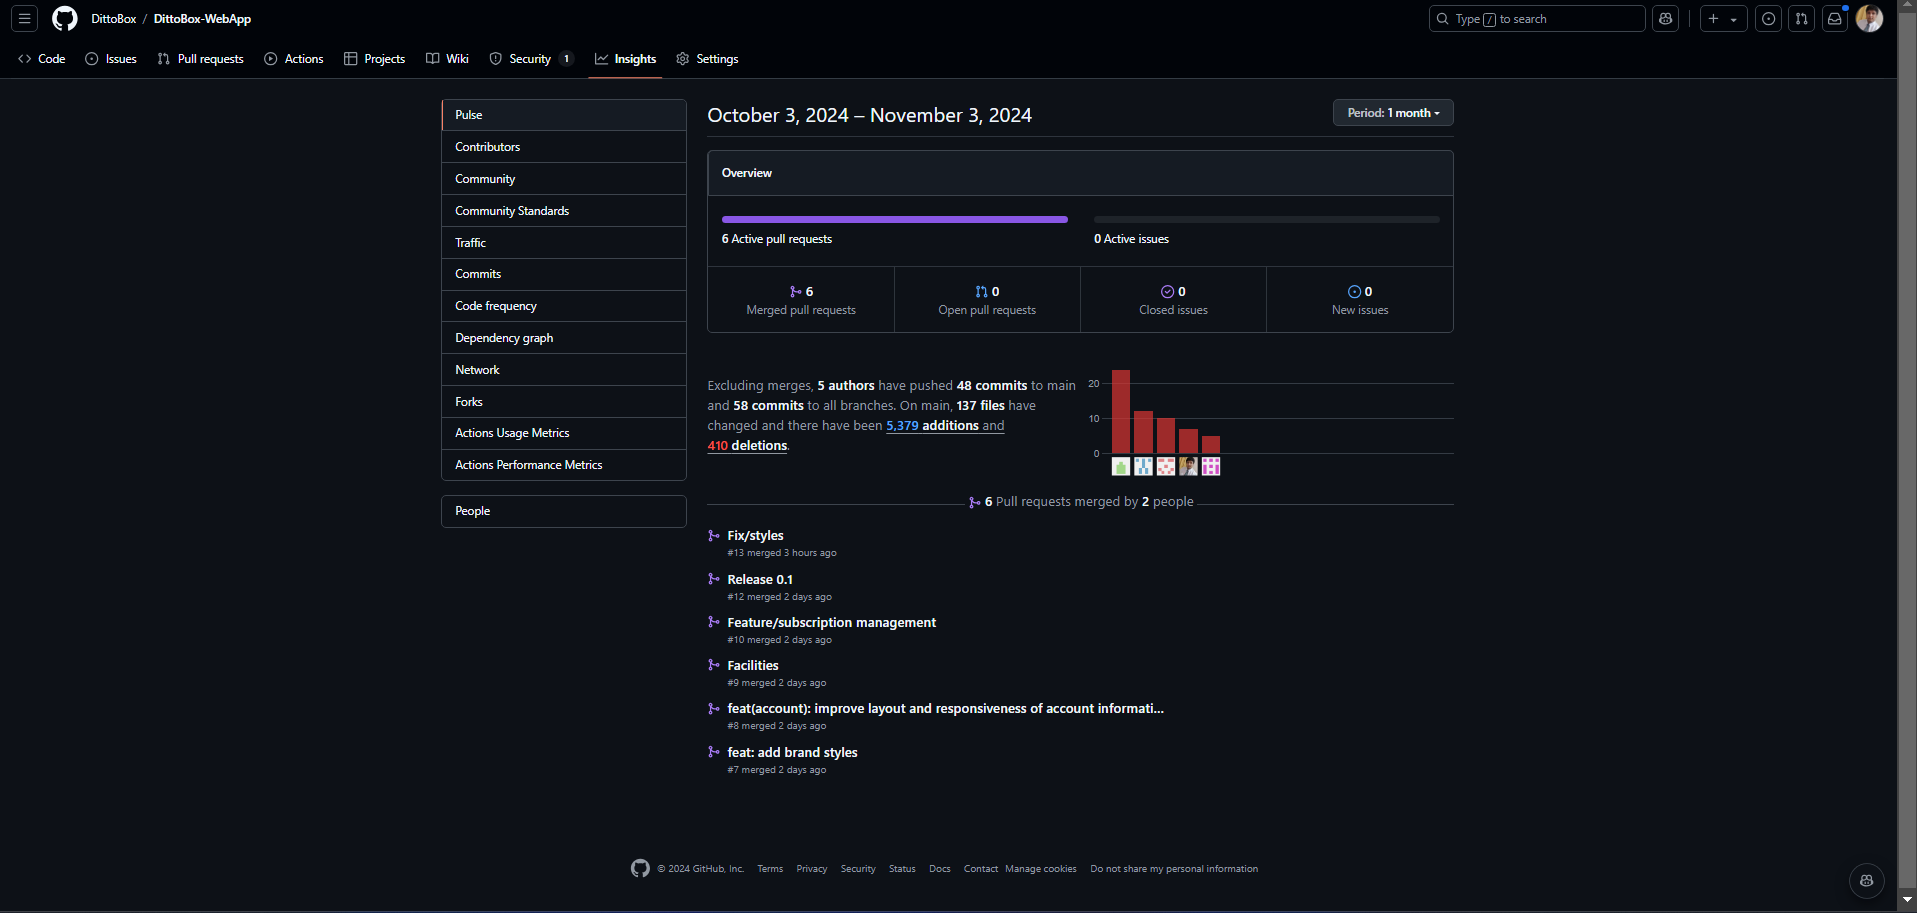 DittoBox / DittoBox-WebApp
Type / to search
Code
Issues
Pull requests
Actions
Projects
Wiki
Security 1
Insights
Settings
Pulse
Contributors
Community
Community Standards
Traffic
Commits
Code frequency
Dependency graph
Network
Forks
Actions Usage Metrics
Actions Performance Metrics
People
October 3, 2024 – November 3, 2024
Period: 1 month
Overview
6 Active pull requests
0 Active issues
6
Merged pull requests
0
Open pull requests
0
Closed issues
0
New issues
Excluding merges, 5 authors have pushed 48 commits to main
and 58 commits to all branches. On main, 137 files have
changed and there have been 5,379 additions and
410 deletions.
20
10
0
6 Pull requests merged by 2 people
Fix/styles
#13 merged 3 hours ago
Release 0.1
#12 merged 2 days ago
Feature/subscription management
#10 merged 2 days ago
Facilities
#9 merged 2 days ago
feat(account): improve layout and responsiveness of account informati...
#8 merged 2 days ago
feat: add brand styles
#7 merged 2 days ago
© 2024 GitHub, Inc. Terms Privacy Security Status Docs Contact Manage cookies Do not share my personal information